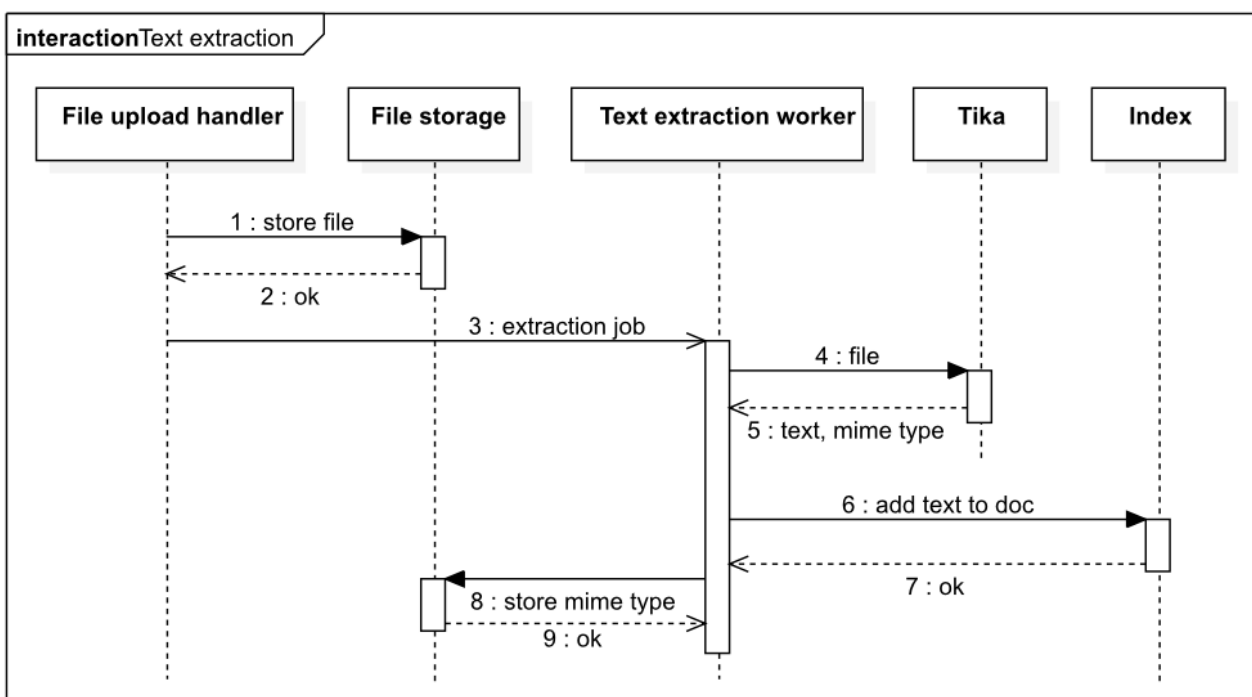 interactionText extraction
File upload handler
File storage
Text extraction worker
Tika
Index
1 : store file
2 : ok
3 : extraction job
4 : file
5 : text, mime type
6 : add text to doc
7 : ok
8 : store mime type
9 : ok